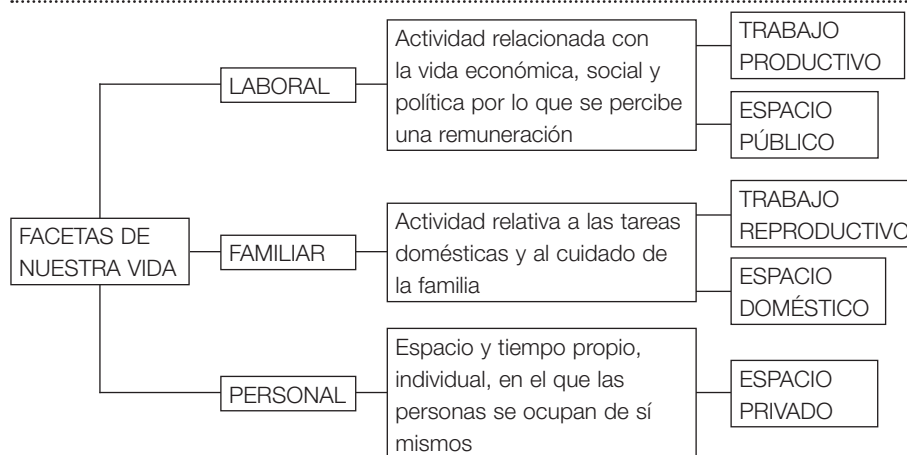 FACETAS DE
NUESTRA VIDA
LABORAL
Actividad relacionada con
la vida económica, social y
política por lo que se percibe
una remuneración
TRABAJO
PRODUCTIVO
ESPACIO
PÚBLICO
FAMILIAR
Actividad relativa a las tareas
domésticas y al cuidado de
la familia
TRABAJO
REPRODUCTIVO
ESPACIO
DOMÉSTICO
PERSONAL
Espacio y tiempo propio,
individual, en el que las
personas se ocupan de sí
mismos
ESPACIO
PRIVADO